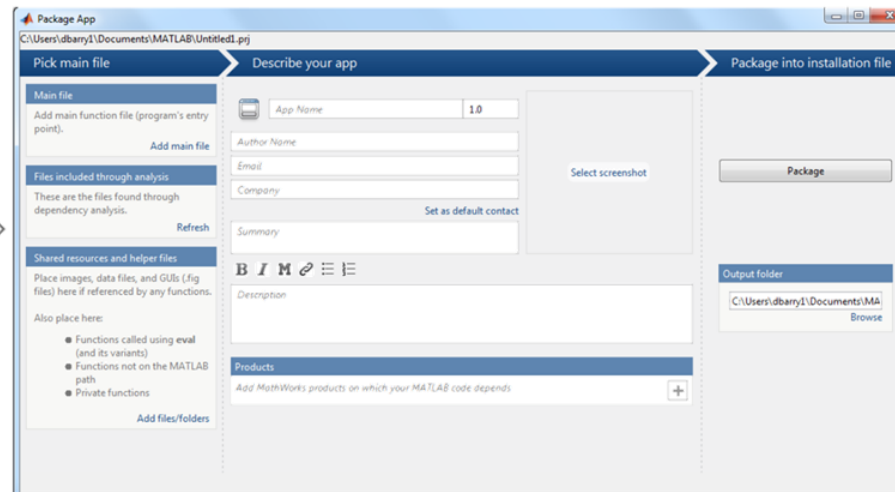 Package App
C:\Users\dbarry1\Documents\MATLAB\Untitled1.prj
Pick main file
Describe your app
Package into installation file
Main file
Add main function file (program's entry
point).
Add main file
Files included through analysis
These are the files found through
dependency analysis.
Refresh
Shared resources and helper files
Place images, data files, and GUIs (.fig
files) here if referenced by any functions.
Also place here:
Functions called using eval
(and its variants)
Functions not on the MATLAB
path
Private functions
Add files/folders
App Name
1.0
Author Name
Email
Company
Set as default contact
Summary
B I M
Description
Products
Add MathWorks products on which your MATLAB code depends
Select screenshot
Package
Output folder
C:\Users\dbarry1\Documents\MA
Browse